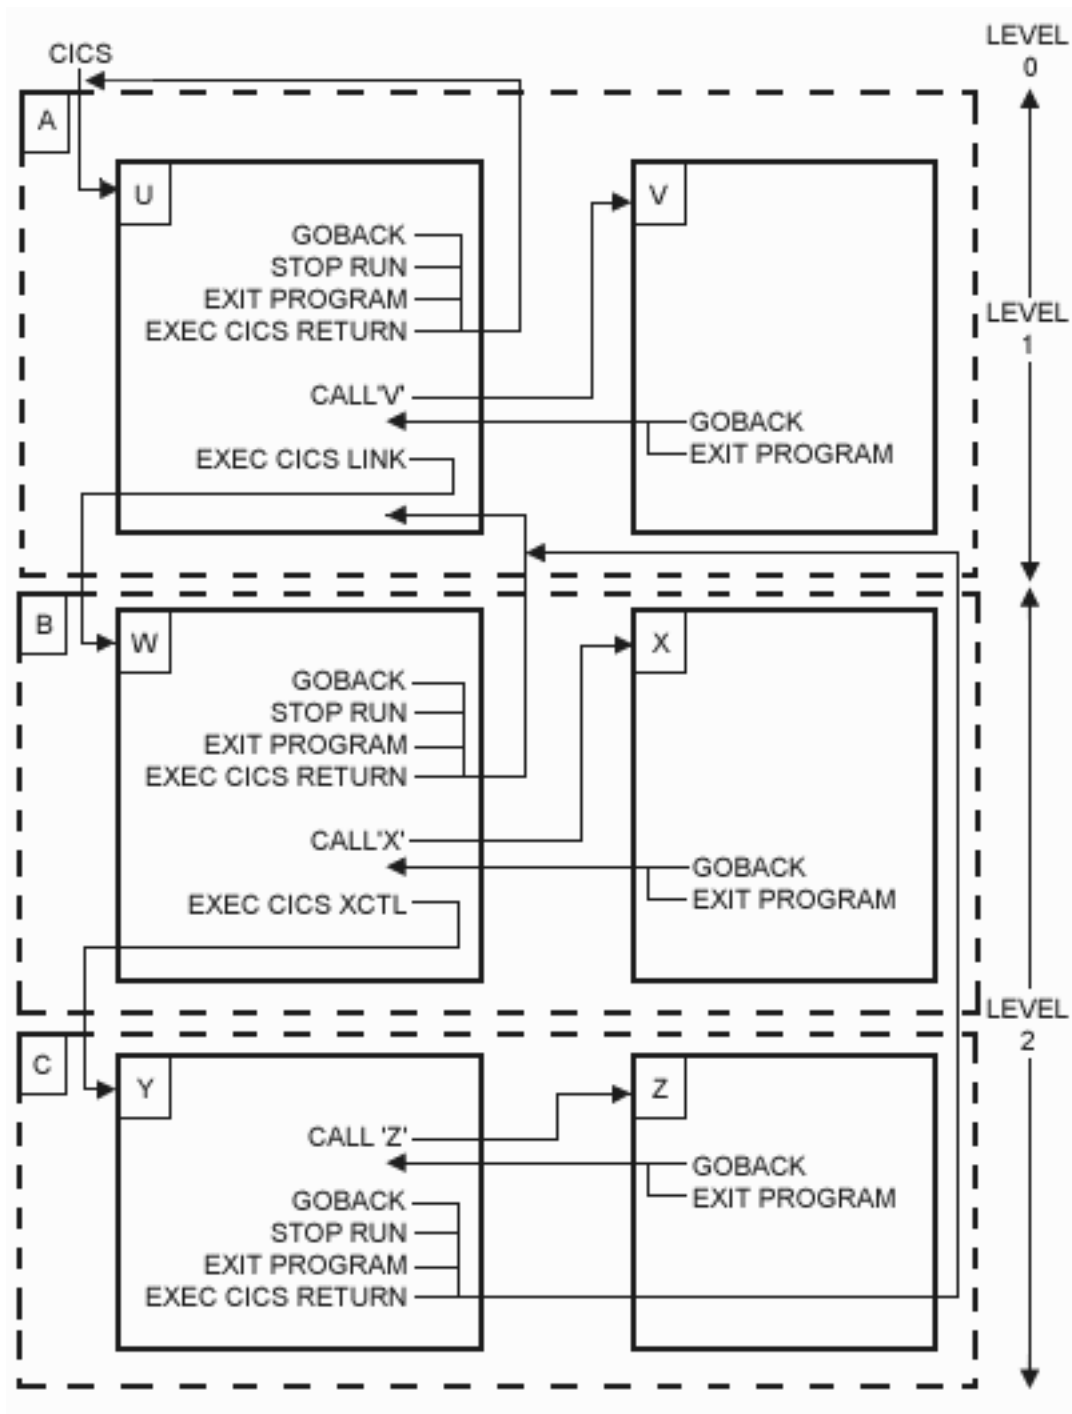 CICS
LEVEL
0
A
U
V
GOBACK
STOP RUN
EXIT PROGRAM
EXEC CICS RETURN
LEVEL
1
CALL'V'
GOBACK
EXEC CICS LINK
EXIT PROGRAM
B
W
X
GOBACK
STOP RUN
EXIT PROGRAM
EXEC CICS RETURN
CALL'X'
GOBACK
EXEC CICS XCTL
EXIT PROGRAM
LEVEL
2
C
Y
Z
CALL 'Z'
GOBACK
EXIT PROGRAM
GOBACK
STOP RUN
EXIT PROGRAM
EXEC CICS RETURN